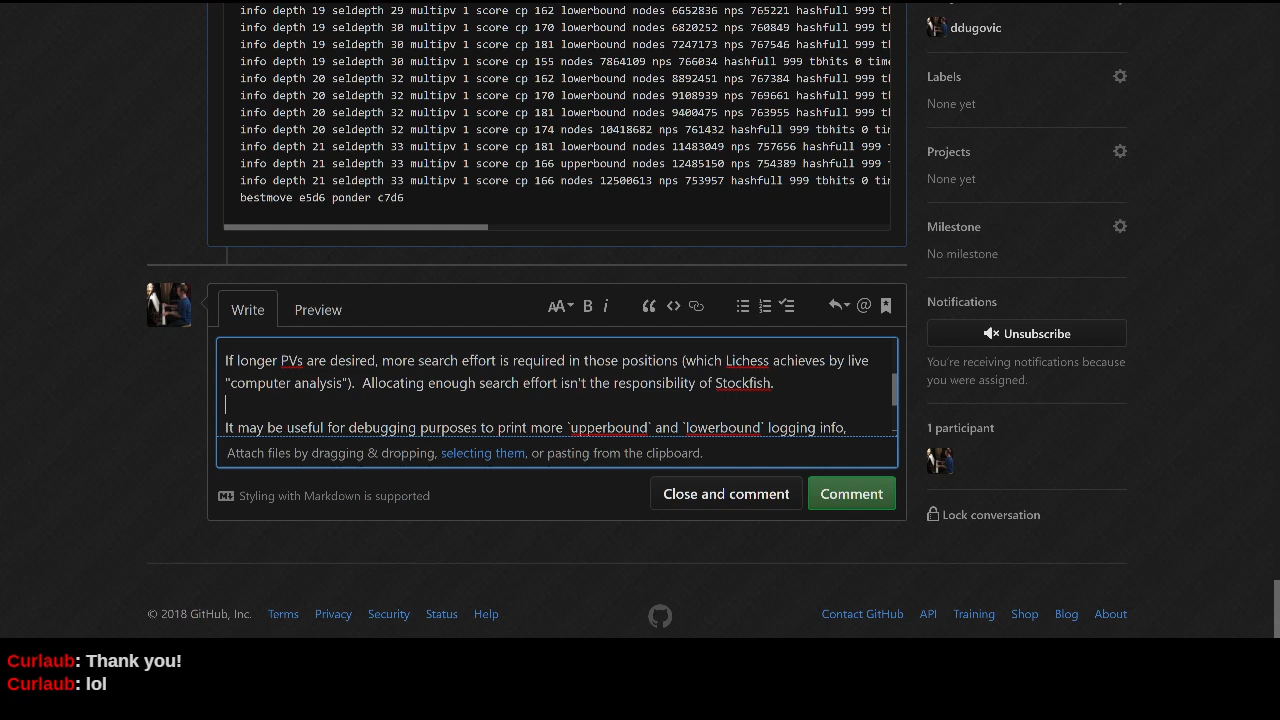 info depth 19 seldepth 29 multipv 1 score cp 162 lowerbound nodes 6652836 nps 765221 hashfull 999
ddugovic
info depth 19 seldepth 30 multipv 1 score cp 170 lowerbound nodes 6820252 nps 760849 hashfull 999
info depth 19 seldepth 30 multipv 1 score cp 181 lowerbound nodes 7247173 nps 767546 hashfull 999
info depth 19 seldepth 30 multipv 1 score cp 155 nodes 7864109 nps 766034 hashfull 999 tbhits 0 time
Labels
info depth 20 seldepth 32 multipv 1 score cp 162 lowerbound nodes 8892451 nps 767384 hashfull 999
info depth 20 seldepth 32 multipv 1 score cp 170 lowerbound nodes 9108939 nps 769661 hashfull 999
None yet
info depth 20 seldepth 32 multipv 1 score cp 181 lowerbound nodes 9400475 nps 763955 hashfull 999
info depth 20 seldepth 32 multipv 1 score cp 174 nodes 10418682 nps 761432 hashfull 999 tbhits 0
info depth 21 seldepth 33 multipv 1 score cp 181 lowerbound nodes 11483049 nps 757656 hashfull 999
Projects
info depth 21 seldepth 33 multipv 1 score cp 166 upperbound nodes 12485150 nps 754389 hashfull 999
info depth 21 seldepth 33 multipv 1 score cp 166 nodes 12500613 nps 753957 hashfull 999 tbhits 0
None yet
bestmove e5d6 ponder c7d6
Milestone
No milestone
Write
Preview
AA B i
@
Notifications
Unsubscribe
If longer PVs are desired, more search effort is required in those positions (which Lichess achieves by live
"computer analysis").  Allocating enough search effort isn't the responsibility of Stockfish.
You're receiving notifications because
you were assigned.
It may be useful for debugging purposes to print more `upperbound` and `lowerbound` logging info,
1 participant
Attach files by dragging & dropping, selecting them, or pasting from the clipboard.
Styling with Markdown is supported
Close and comment
Comment
Lock conversation
© 2018 GitHub, Inc. Terms Privacy Security Status Help
Contact GitHub API Training Shop Blog About
Curlaub: Thank you!
Curlaub: lol